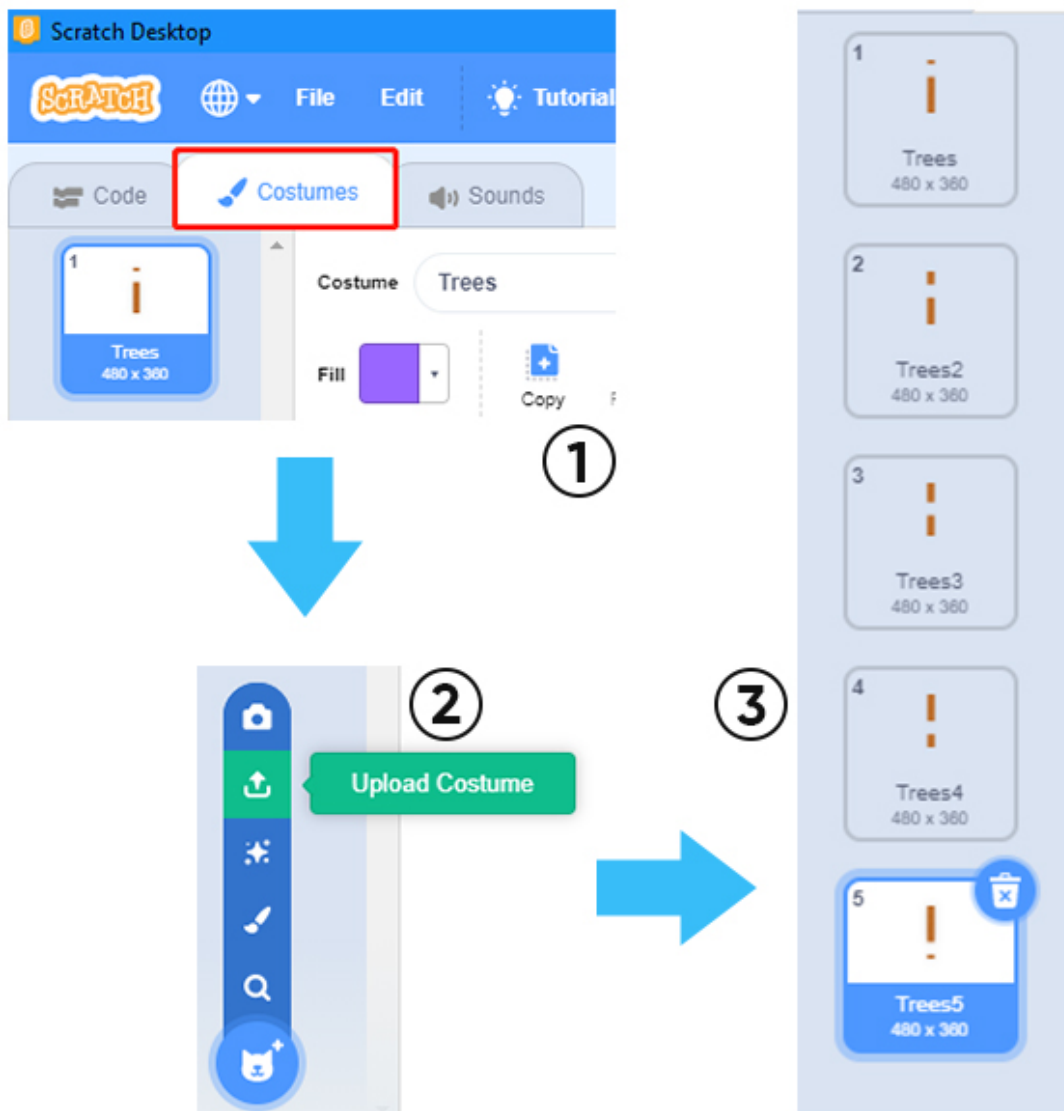 Scratch Desktop
SCRATCH File Edit Tutorial
Code Costumes Sounds
1
Trees
480 x 360
Costume Trees
Fill
Copy
1
2
Upload Costume
3
1
Trees
480 x 360
2
Trees2
480 x 360
3
Trees3
480 x 360
4
Trees4
480 x 360
5
Trees5
480 x 360